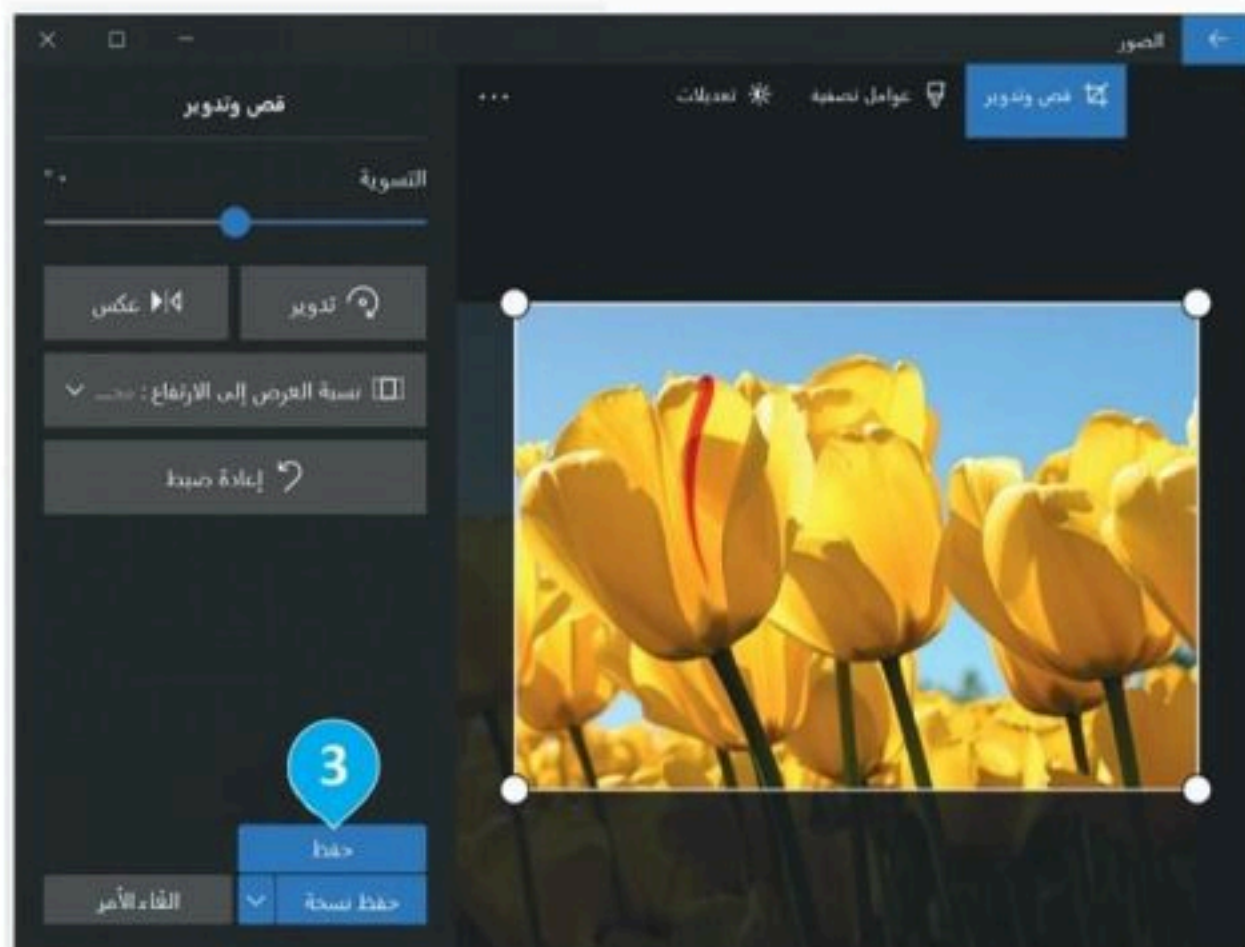 الصور
قص وتدوير
عوامل تصفية
تعديلات
قص وتدوير
التسوية
تدوير
عكس
نسبة العرض إلى الارتفاع :
إعادة ضبط
3
حفظ
حفظ نسخة
الغاء الأمر